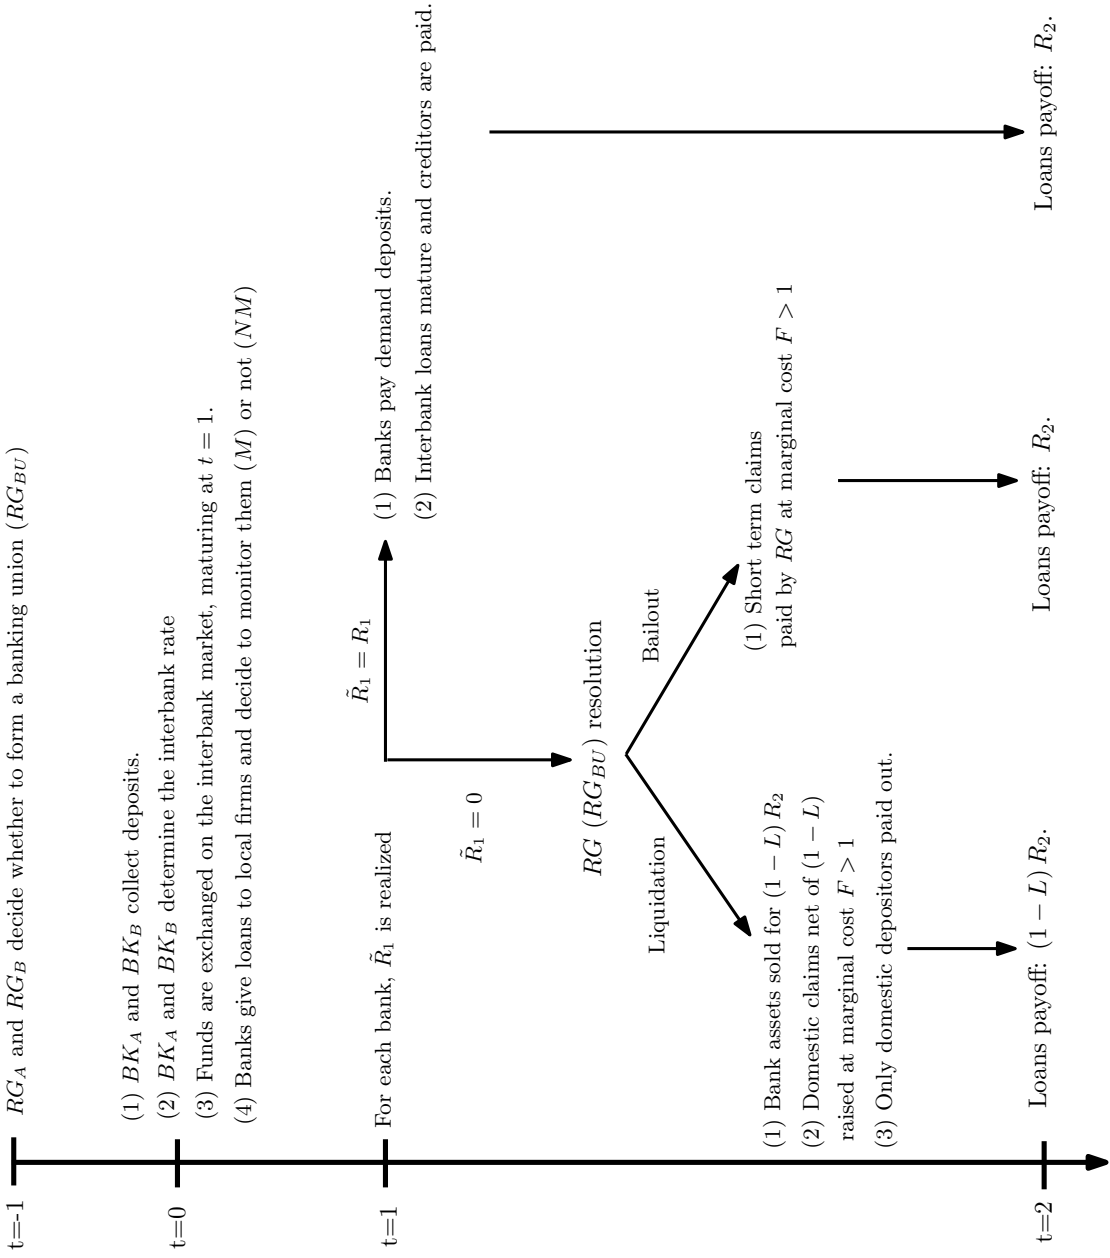 t=-1
RG_A and RG_B decide whether to form a banking union (RG_{BU})
t=0
(1) BK_A and BK_B collect deposits.
(2) BK_A and BK_B determine the interbank rate
(3) Funds are exchanged on the interbank market, maturing at t = 1.
(4) Banks give loans to local firms and decide to monitor them (M) or not (NM)
t=1
For each bank, R̃_1 is realized
R̃_1 = R_1
(1) Banks pay demand deposits.
(2) Interbank loans mature and creditors are paid.
R̃_1 = 0
RG (RG_{BU}) resolution
Liquidation
Bailout
(1) Bank assets sold for (1 − L) R_2
(2) Domestic claims net of (1 − L)
raised at marginal cost F > 1
(3) Only domestic depositors paid out.
(1) Short term claims
paid by RG at marginal cost F > 1
t=2
Loans payoff: (1 − L) R_2.
Loans payoff: R_2.
Loans payoff: R_2.